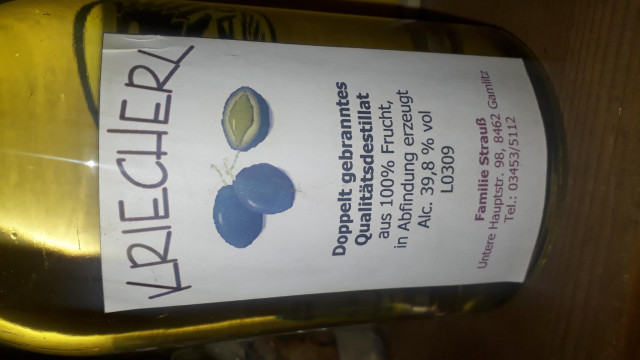 KRIECHERL
Doppelt gebranntes
Qualitätsdestillat
aus 100% Frucht,
in Abfindung erzeugt
Alc. 39,8 % vol
L0309
Familie Strauß
Untere Hauptstr. 98, 8462 Gamlitz
Tel.: 03453/5112